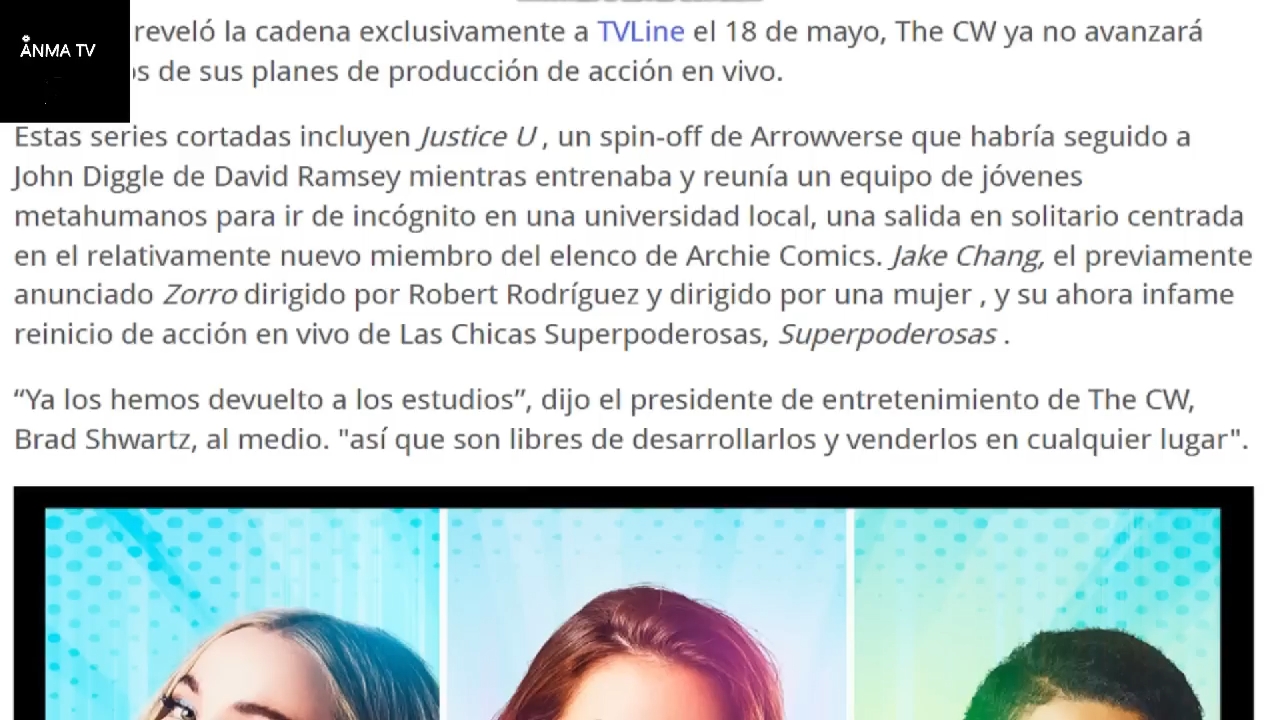 ÅNMA TV
reveló la cadena exclusivamente a TVLine el 18 de mayo, The CW ya no avanzará
de sus planes de producción de acción en vivo.
Estas series cortadas incluyen Justice U , un spin-off de Arrowverse que habría seguido a
John Diggle de David Ramsey mientras entrenaba y reunía un equipo de jóvenes
metahumanos para ir de incógnito en una universidad local, una salida en solitario centrada
en el relativamente nuevo miembro del elenco de Archie Comics. Jake Chang, el previamente
anunciado Zorro dirigido por Robert Rodríguez y dirigido por una mujer , y su ahora infame
reinicio de acción en vivo de Las Chicas Superpoderosas, Superpoderosas .
“Ya los hemos devuelto a los estudios”, dijo el presidente de entretenimiento de The CW,
Brad Shwartz, al medio. "así que son libres de desarrollarlos y venderlos en cualquier lugar".